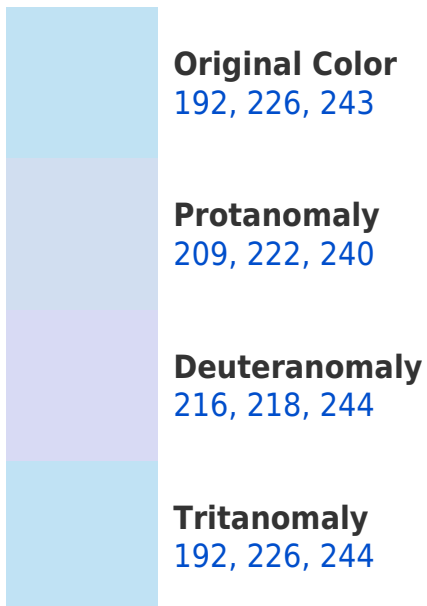 Original Color
192, 226, 243
Protanomaly
209, 222, 240
Deuteranomaly
216, 218, 244
Tritanomaly
192, 226, 244